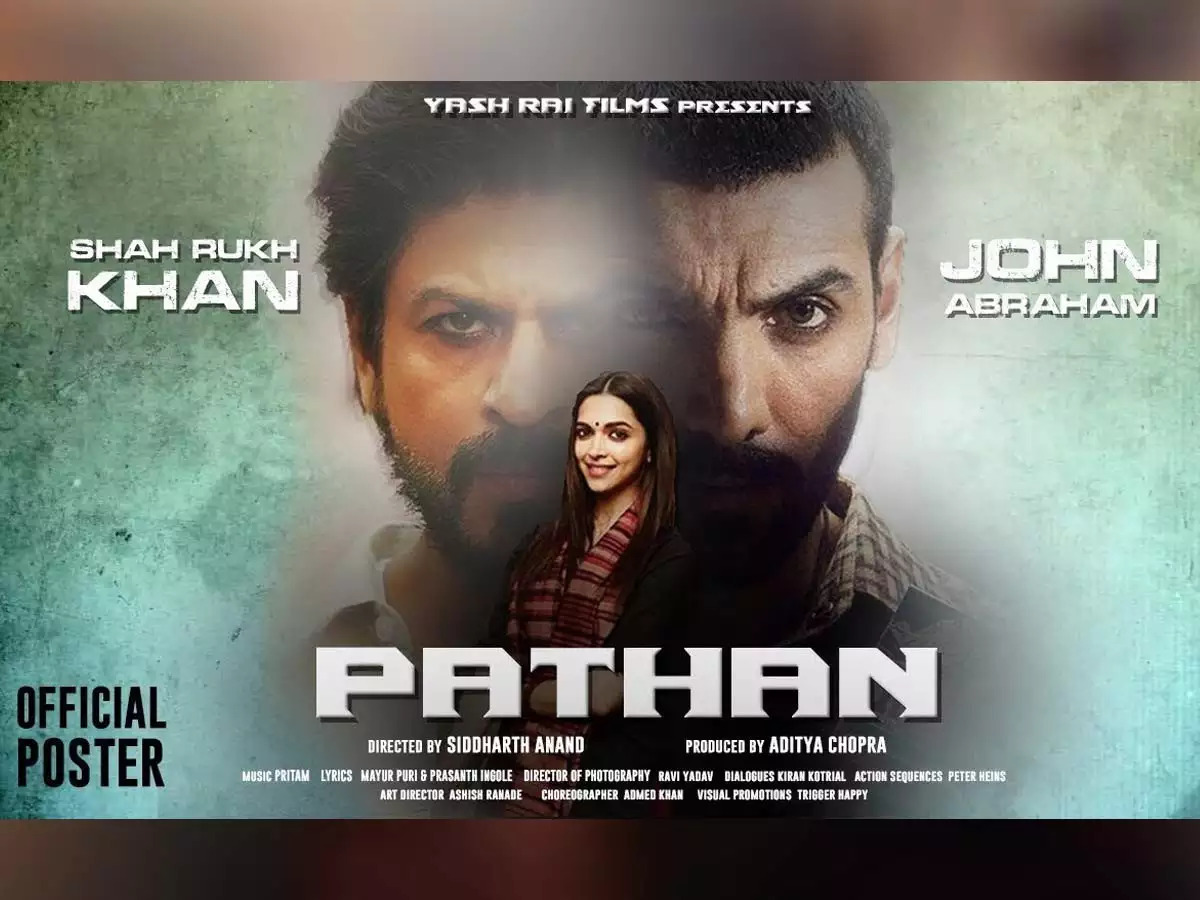 YASH RAI FILMS PRESENTS
SHAH RUKH
KHAN
JOHN
ABRAHAM
PATHAN
OFFICIAL
POSTER
DIRECTED BY SIDDHARTH ANAND PRODUCED BY ADITYA CHOPRA
MUSIC PRITAM LYRICS MAYUR PURI & PRASANTH INGOLE DIRECTOR OF PHOTOGRAPHY RAVI YADAV DIALOGUES KIRAN KOTRIAL ACTION SEQUENCES PETER HEINS
ART DIRECTOR ASHISH RANADE CHOREOGRAPHER ADMED KHAN VISUAL PROMOTIONS TRIGGER HAPPY